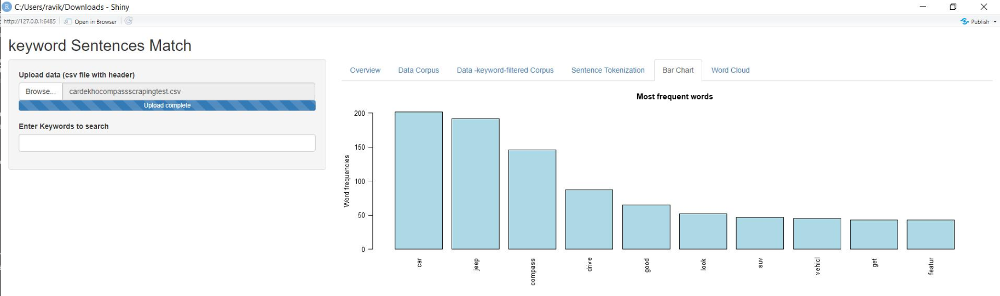 C:/Users/ravik/Downloads - Shiny
http://127.0.0.1:6485 Open in Browser Publish
keyword Sentences Match
Upload data (csv file with header)
Browse... cardekhocompassscrapingtest.csv
Upload complete
Enter Keywords to search
Overview Data Corpus Data -keyword-filtered Corpus Sentence Tokenization Bar Chart Word Cloud
Most frequent words
Word frequencies
200
150
100
50
0
car jeep compass drive good look suv vehicl get featur